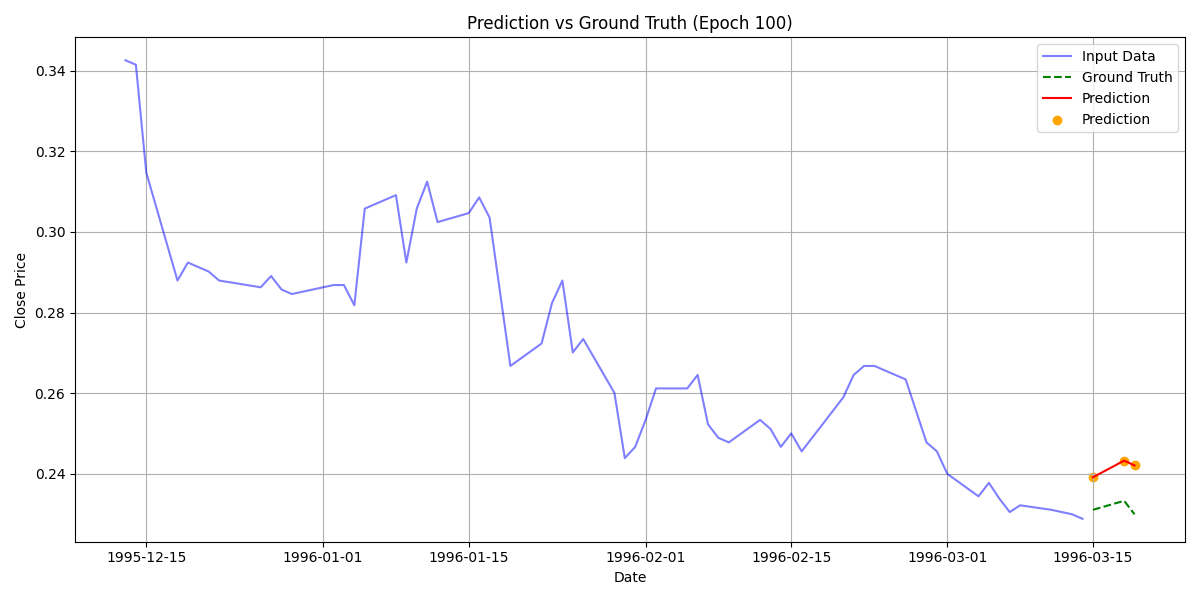 Prediction vs Ground Truth (Epoch 100)
Input Data
Ground Truth
Prediction
Prediction
Close Price
0.34
0.32
0.30
0.28
0.26
0.24
1995-12-15
1996-01-01
1996-01-15
1996-02-01
1996-02-15
1996-03-01
1996-03-15
Date